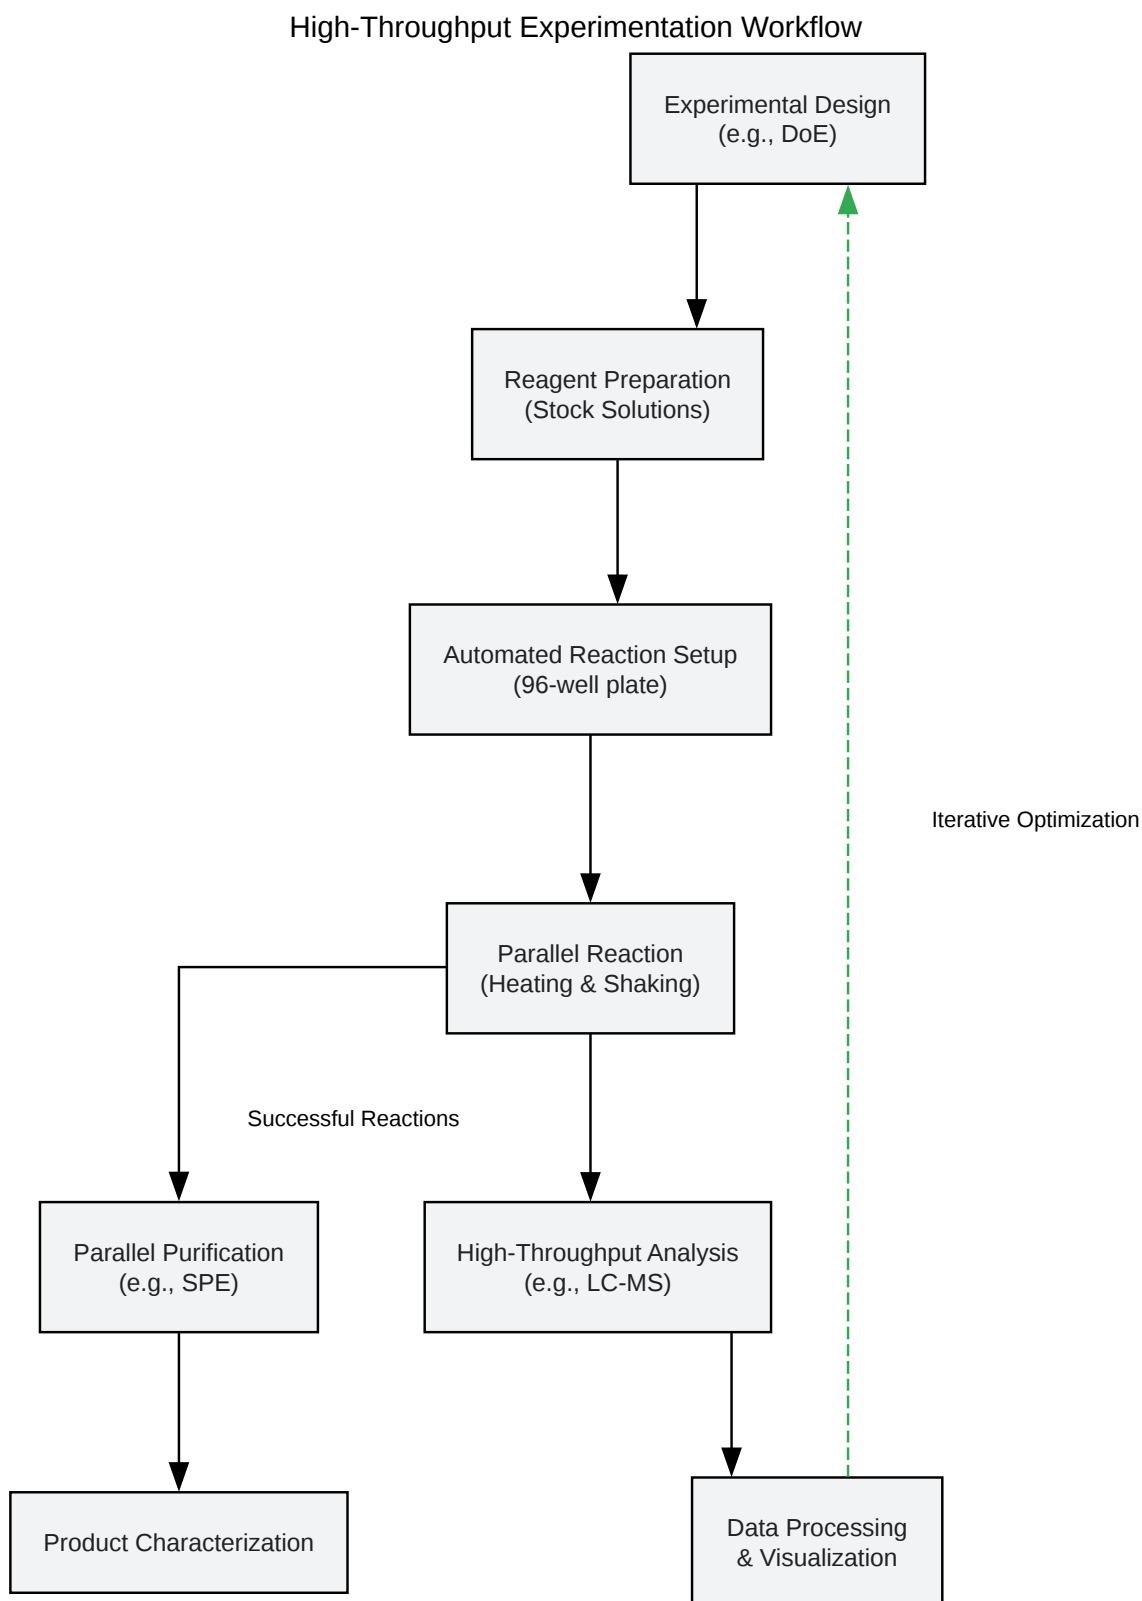 High-Throughput Experimentation Workflow
Experimental Design
(e.g., DoE)
Reagent Preparation
(Stock Solutions)
Automated Reaction Setup
(96-well plate)
Iterative Optimization
Parallel Reaction
(Heating & Shaking)
Successful Reactions
Parallel Purification
(e.g., SPE)
High-Throughput Analysis
(e.g., LC-MS)
Product Characterization
Data Processing
& Visualization